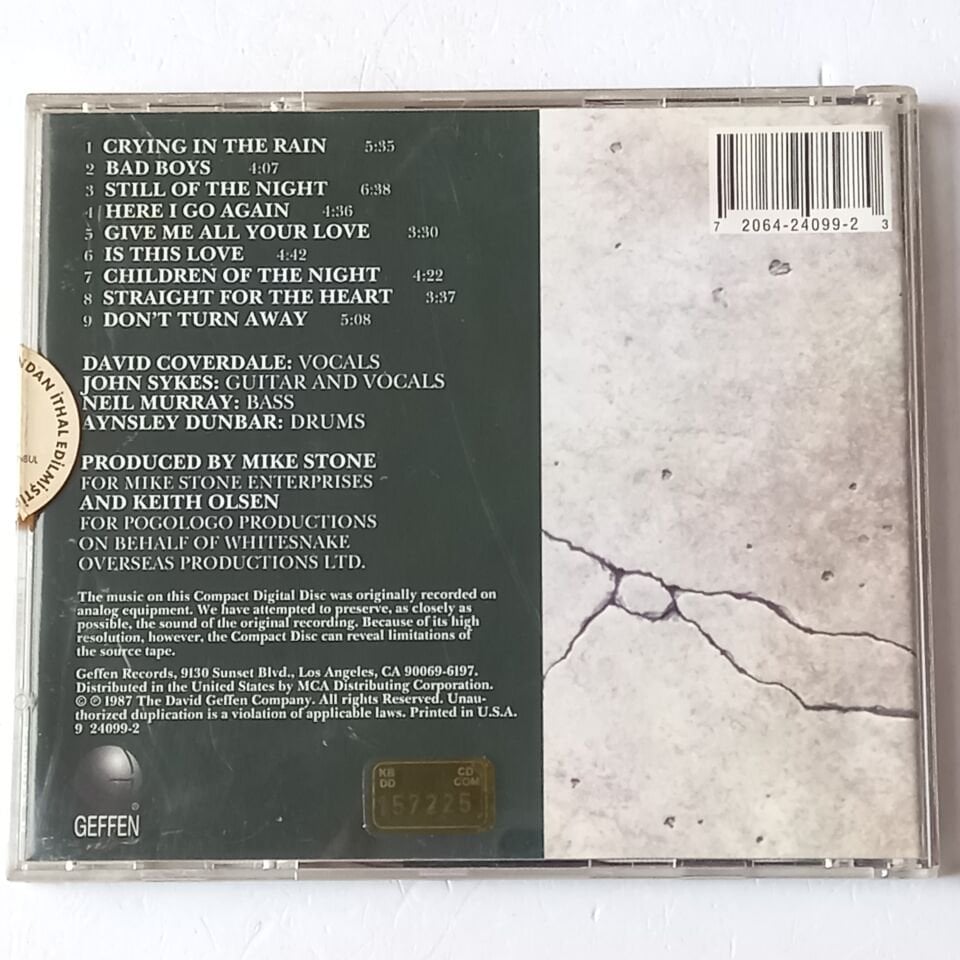 1 CRYING IN THE RAIN 5:35
2 BAD BOYS 4:07
3 STILL OF THE NIGHT 6:38
4 HERE I GO AGAIN 4:36
5 GIVE ME ALL YOUR LOVE 3:30
6 IS THIS LOVE 4:42
7 CHILDREN OF THE NIGHT 4:22
8 STRAIGHT FOR THE HEART 3:37
9 DON'T TURN AWAY 5:08
7 2064-24099-2 3
DAVID COVERDALE: VOCALS
JOHN SYKES: GUITAR AND VOCALS
NEIL MURRAY: BASS
AYNSLEY DUNBAR: DRUMS
İTHAL EDİLMİŞTİ
PRODUCED BY MIKE STONE
FOR MIKE STONE ENTERPRISES
AND KEITH OLSEN
FOR POGOLOGO PRODUCTIONS
ON BEHALF OF WHITESNAKE
OVERSEAS PRODUCTIONS LTD.
The music on this Compact Digital Disc was originally recorded on
analog equipment. We have attempted to preserve, as closely as
possible, the sound of the original recording. Because of its high
resolution, however, the Compact Disc can reveal limitations of
the source tape.
Geffen Records, 9130 Sunset Blvd., Los Angeles, CA 90069-6197.
Distributed in the United States by MCA Distributing Corporation.
© ℗ 1987 The David Geffen Company. All rights Reserved. Unau-
thorized duplication is a violation of applicable laws. Printed in U.S.A.
9 24099-2
GEFFEN ®
KB CD
DD COM
157225